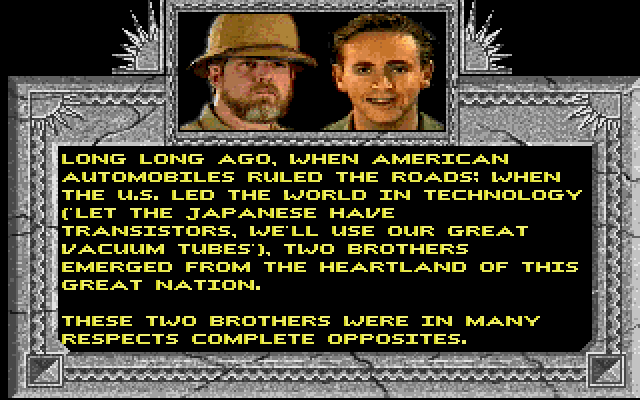 LONG LONG AGO, WHEN AMERICAN
AUTOMOBILES RULED THE ROADS; WHEN
THE U.S. LED THE WORLD IN TECHNOLOGY
('LET THE JAPANESE HAVE
TRANSISTORS, WE'LL USE OUR GREAT
VACUUM TUBES'), TWO BROTHERS
EMERGED FROM THE HEARTLAND OF THIS
GREAT NATION.
THESE TWO BROTHERS WERE IN MANY
RESPECTS COMPLETE OPPOSITES.